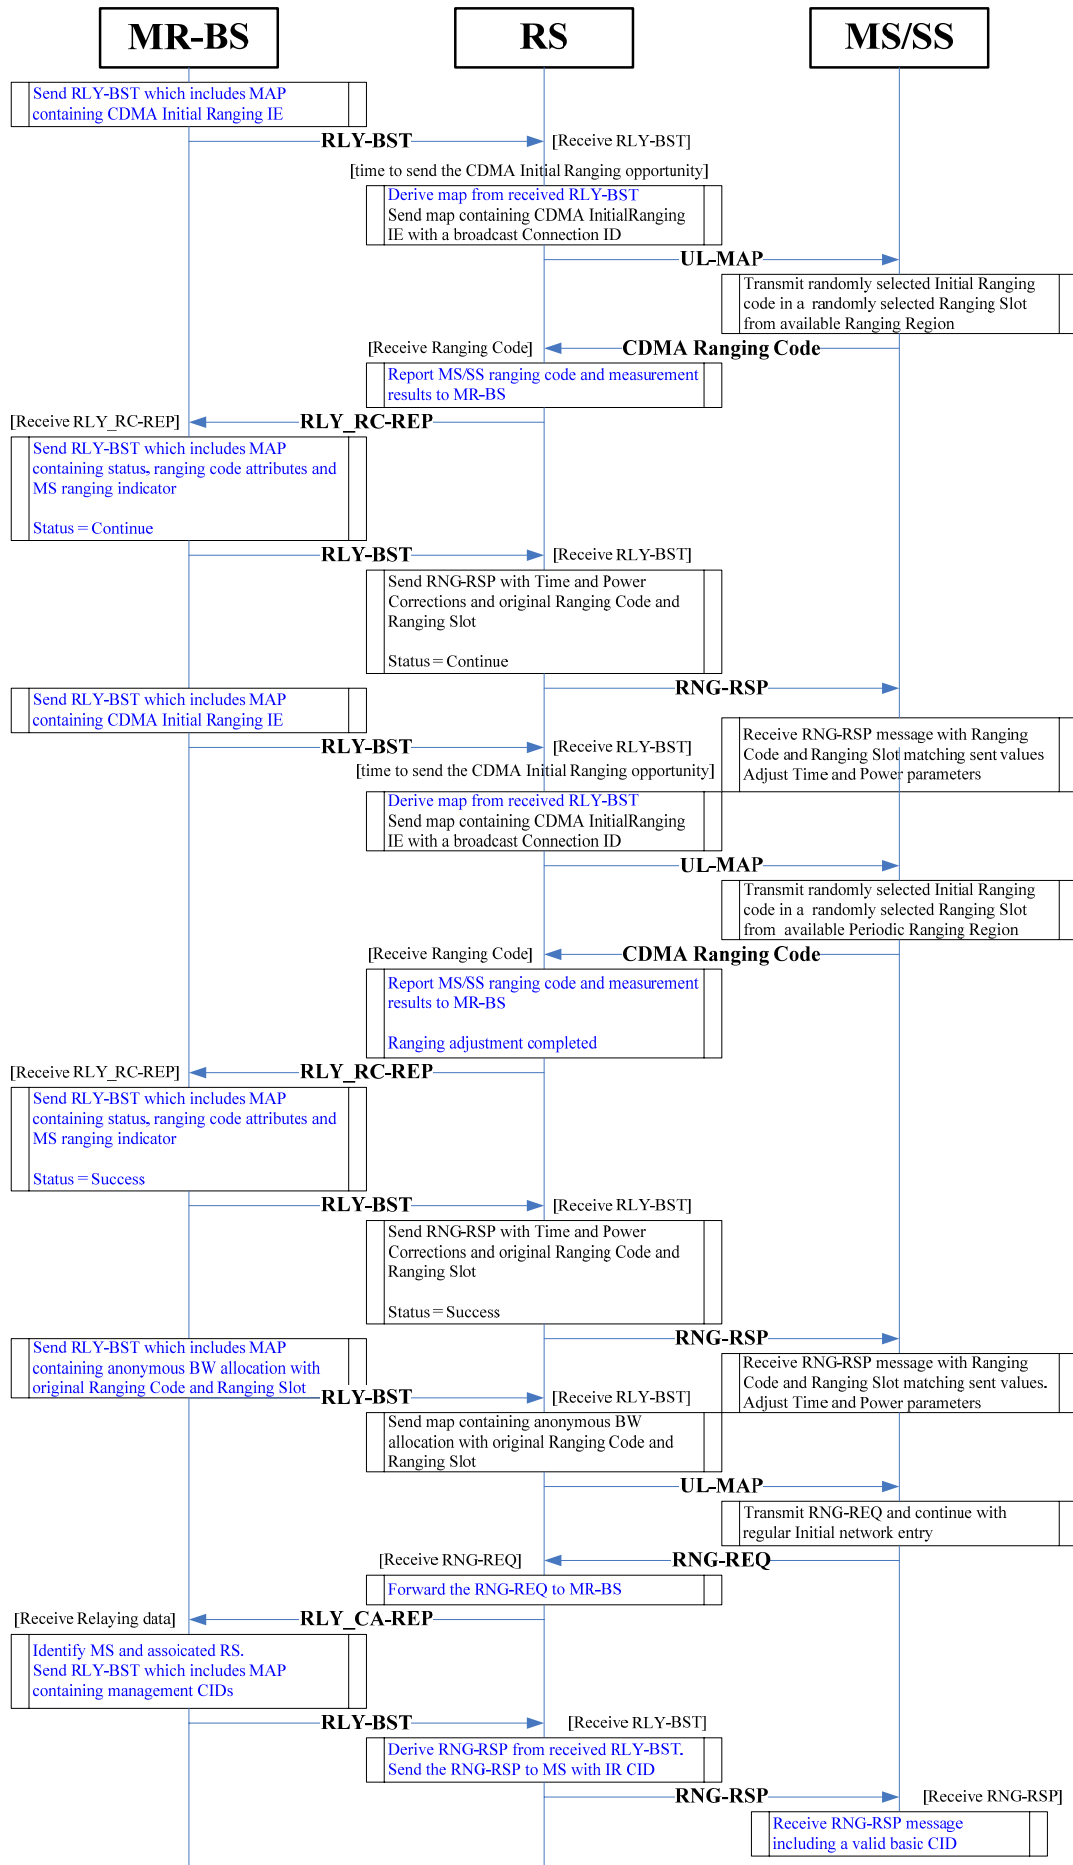 MR-BS
RS
MS/SS
Send RLY-BST which includes MAP
containing CDMA Initial Ranging IE
RLY-BST
[Receive RLY-BST]
[time to send the CDMA Initial Ranging opportunity]
Derive map from received RLY-BST
Send map containing CDMA InitialRanging
IE with a broadcast Connection ID
UL-MAP
Transmit randomly selected Initial Ranging
code in a randomly selected Ranging Slot
from available Ranging Region
[Receive Ranging Code]
CDMA Ranging Code
Report MS/SS ranging code and measurement
results to MR-BS
[Receive RLY_RC-REP]
RLY_RC-REP
Send RLY-BST which includes MAP
containing status, ranging code attributes and
MS ranging indicator
Status = Continue
RLY-BST
[Receive RLY-BST]
Send RNG-RSP with Time and Power
Corrections and original Ranging Code and
Ranging Slot
Status = Continue
RNG-RSP
Send RLY-BST which includes MAP
containing CDMA Initial Ranging IE
Receive RNG-RSP message with Ranging
Code and Ranging Slot matching sent values
Adjust Time and Power parameters
RLY-BST
[Receive RLY-BST]
[time to send the CDMA Initial Ranging opportunity]
Derive map from received RLY-BST
Send map containing CDMA InitialRanging
IE with a broadcast Connection ID
UL-MAP
Transmit randomly selected Initial Ranging
code in a randomly selected Ranging Slot
from available Periodic Ranging Region
[Receive Ranging Code]
CDMA Ranging Code
Report MS/SS ranging code and measurement
results to MR-BS
Ranging adjustment completed
[Receive RLY_RC-REP]
RLY_RC-REP
Send RLY-BST which includes MAP
containing status, ranging code attributes and
MS ranging indicator
Status = Success
RLY-BST
[Receive RLY-BST]
Send RNG-RSP with Time and Power
Corrections and original Ranging Code and
Ranging Slot
Status = Success
RNG-RSP
Send RLY-BST which includes MAP
containing anonymous BW allocation with
original Ranging Code and Ranging Slot
Receive RNG-RSP message with Ranging
Code and Ranging Slot matching sent values.
Adjust Time and Power parameters
RLY-BST
[Receive RLY-BST]
Send map containing anonymous BW
allocation with original Ranging Code and
Ranging Slot
UL-MAP
Transmit RNG-REQ and continue with
regular Initial network entry
[Receive RNG-REQ]
RNG-REQ
Forward the RNG-REQ to MR-BS
[Receive Relaying data]
RLY_CA-REP
Identify MS and assoicated RS.
Send RLY-BST which includes MAP
containing management CIDs
RLY-BST
[Receive RLY-BST]
Derive RNG-RSP from received RLY-BST.
Send the RNG-RSP to MS with IR CID
RNG-RSP
[Receive RNG-RSP]
Receive RNG-RSP message
including a valid basic CID